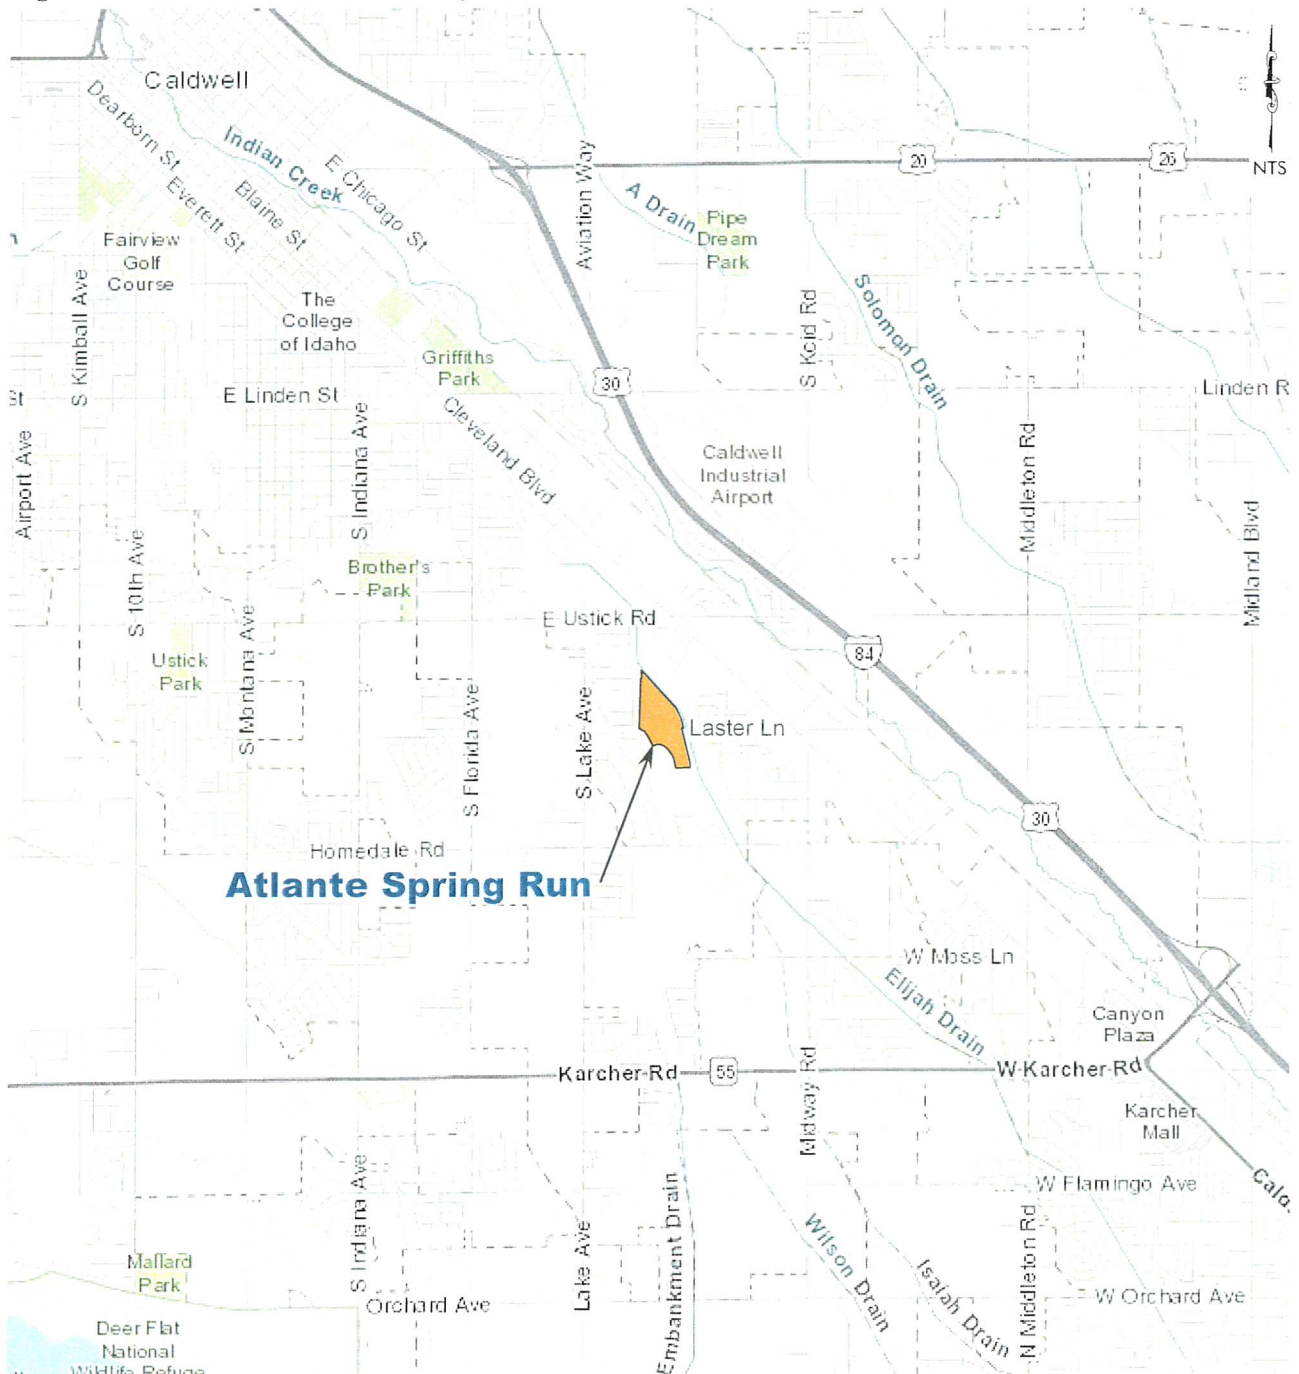 Caldwell
Dearborn St
Indian Creek
E Chicago St
Everett St
Blaine St
Aviation Way
20
26
NTS
A Drain
Pipe
Dream
Park
Fairview
Golf
Course
S Kimball Ave
The
College
of Idaho
Solomon Drain
Griffiths
Park
30
St
E Linden St
Linden R
Cleveland Blvd
Airport Ave
S Indiana Ave
Caldwell
Industrial
Airport
Middleton Rd
Midland Blvd
S 10th Ave
Brother's
Park
E Ustick Rd
S Montana Ave
Ustick
Park
84
S Florida Ave
S Lake Ave
Laster Ln
30
Homedale Rd
Atlante Spring Run
W Moss Ln
Elijah Drain
Canyon
Plaza
Karcher Rd
55
Midway Rd
W Karcher Rd
Karcher
Mall
S Indiana Ave
Lake Ave
Embankment Drain
Wilson Drain
Isaiah Drain
N Middleton Rd
W Flamingo Ave
Mallard
Park
Orchard Ave
W Orchard Ave
Deer Flat
National
Wildlife Refuge